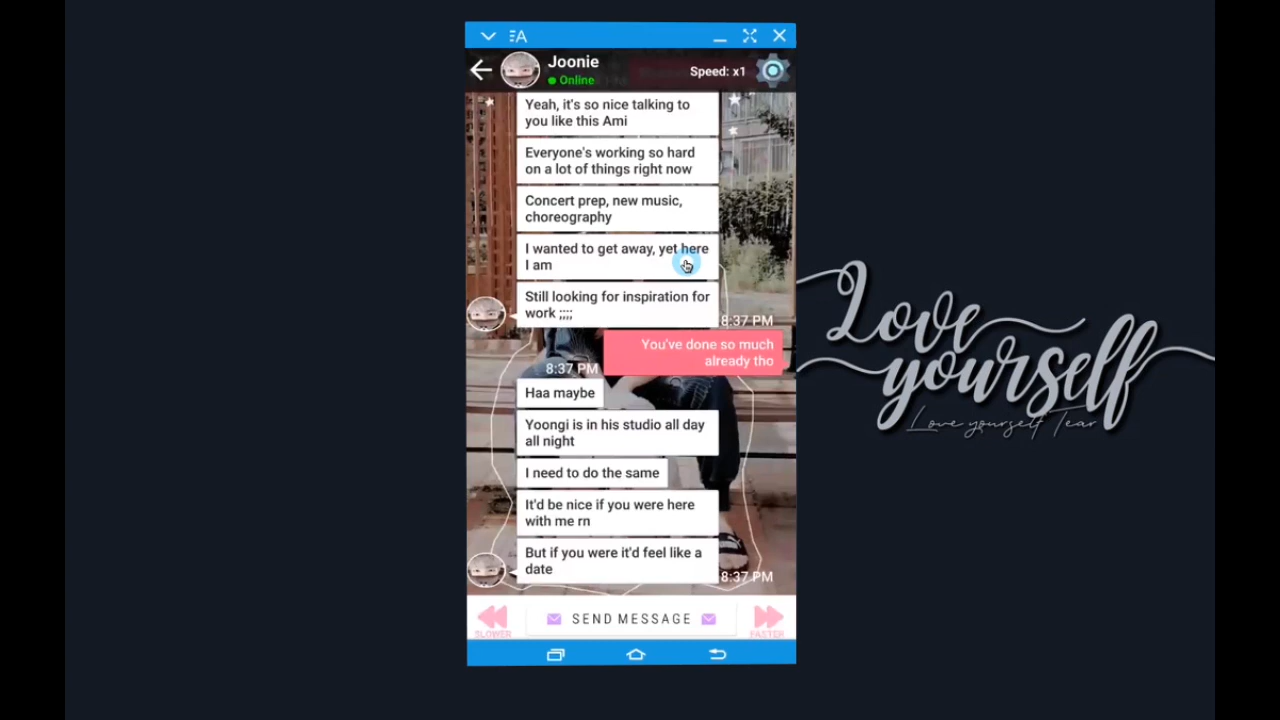 Joonie
Online
Speed: x1
Yeah, it's so nice talking to
you like this Ami
Everyone's working so hard
on a lot of things right now
Concert prep, new music,
choreography
I wanted to get away, yet here
I am
Still looking for inspiration for
work ;;;;
8:37 PM
You've done so much
already tho
8:37 PM
Haa maybe
Yoongi is in his studio all day
all night
I need to do the same
It'd be nice if you were here
with me rn
But if you were it'd feel like a
date
8:37 PM
SLOWER
SEND MESSAGE
FASTER
Love
yourself
Love yourself Tear